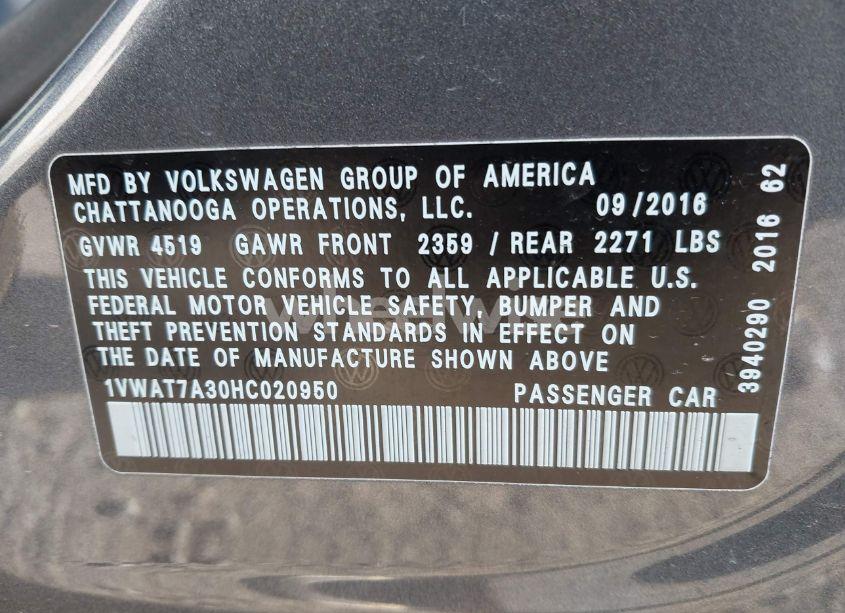 MFD BY VOLKSWAGEN GROUP OF AMERICA
CHATTANOOGA OPERATIONS, LLC. 09/2016
GVWR 4519 GAWR FRONT 2359 / REAR 2271 LBS
THIS VEHICLE CONFORMS TO ALL APPLICABLE U.S.
FEDERAL MOTOR VEHICLE SAFETY, BUMPER AND
THEFT PREVENTION STANDARDS IN EFFECT ON
THE DATE OF MANUFACTURE SHOWN ABOVE
1VWAT7A30HC020950 PASSENGER CAR
3940290 2016 62